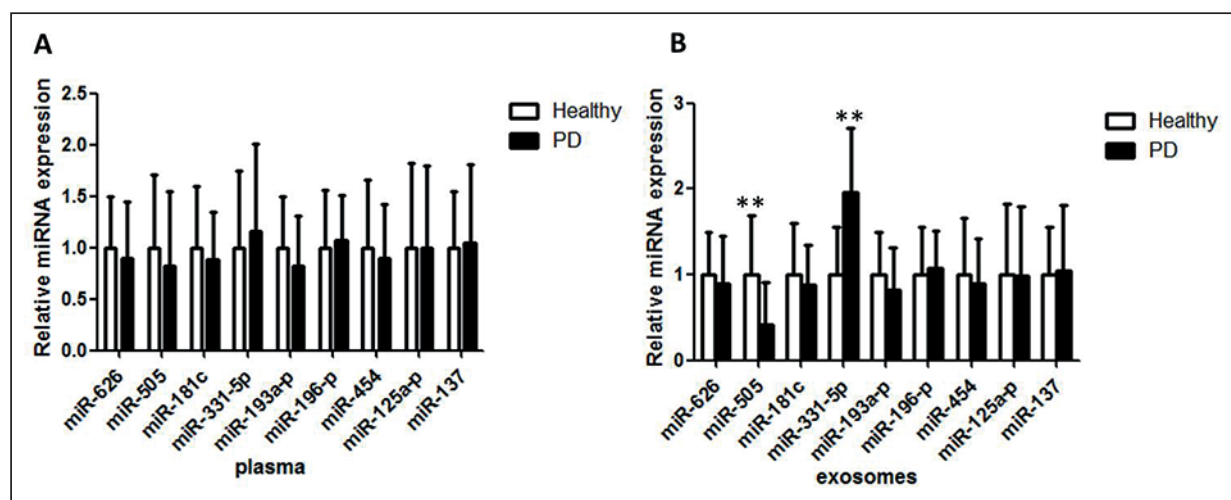 A
Relative miRNA expression
2.5
2.0
1.5
1.0
0.5
0.0
Healthy
PD
miR-626
miR-505
miR-181c
miR-331-5p
miR-193a-p
miR-196-p
miR-454
miR-125a-p
miR-137
plasma
B
Relative miRNA expression
3
2
1
0
**
**
Healthy
PD
miR-626
miR-505
miR-181c
miR-331-5p
miR-193a-p
miR-196-p
miR-454
miR-125a-p
miR-137
exosomes